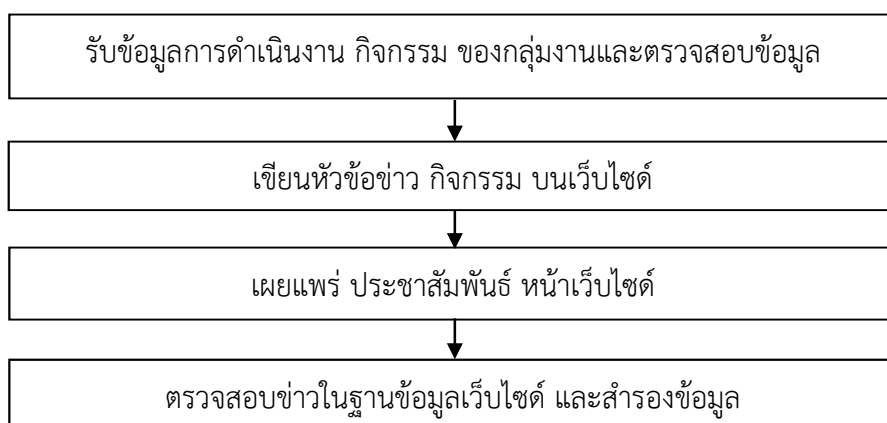 รับข้อมูลการดำเนินงาน กิจกรรม ของกลุ่มงานและตรวจสอบข้อมูล
เขียนหัวข้อข่าว กิจกรรม บนเว็บไซด์
เผยแพร่ ประชาสัมพันธ์ หน้าเว็บไซด์
ตรวจสอบข่าวในฐานข้อมูลเว็บไซด์ และสำรองข้อมูล